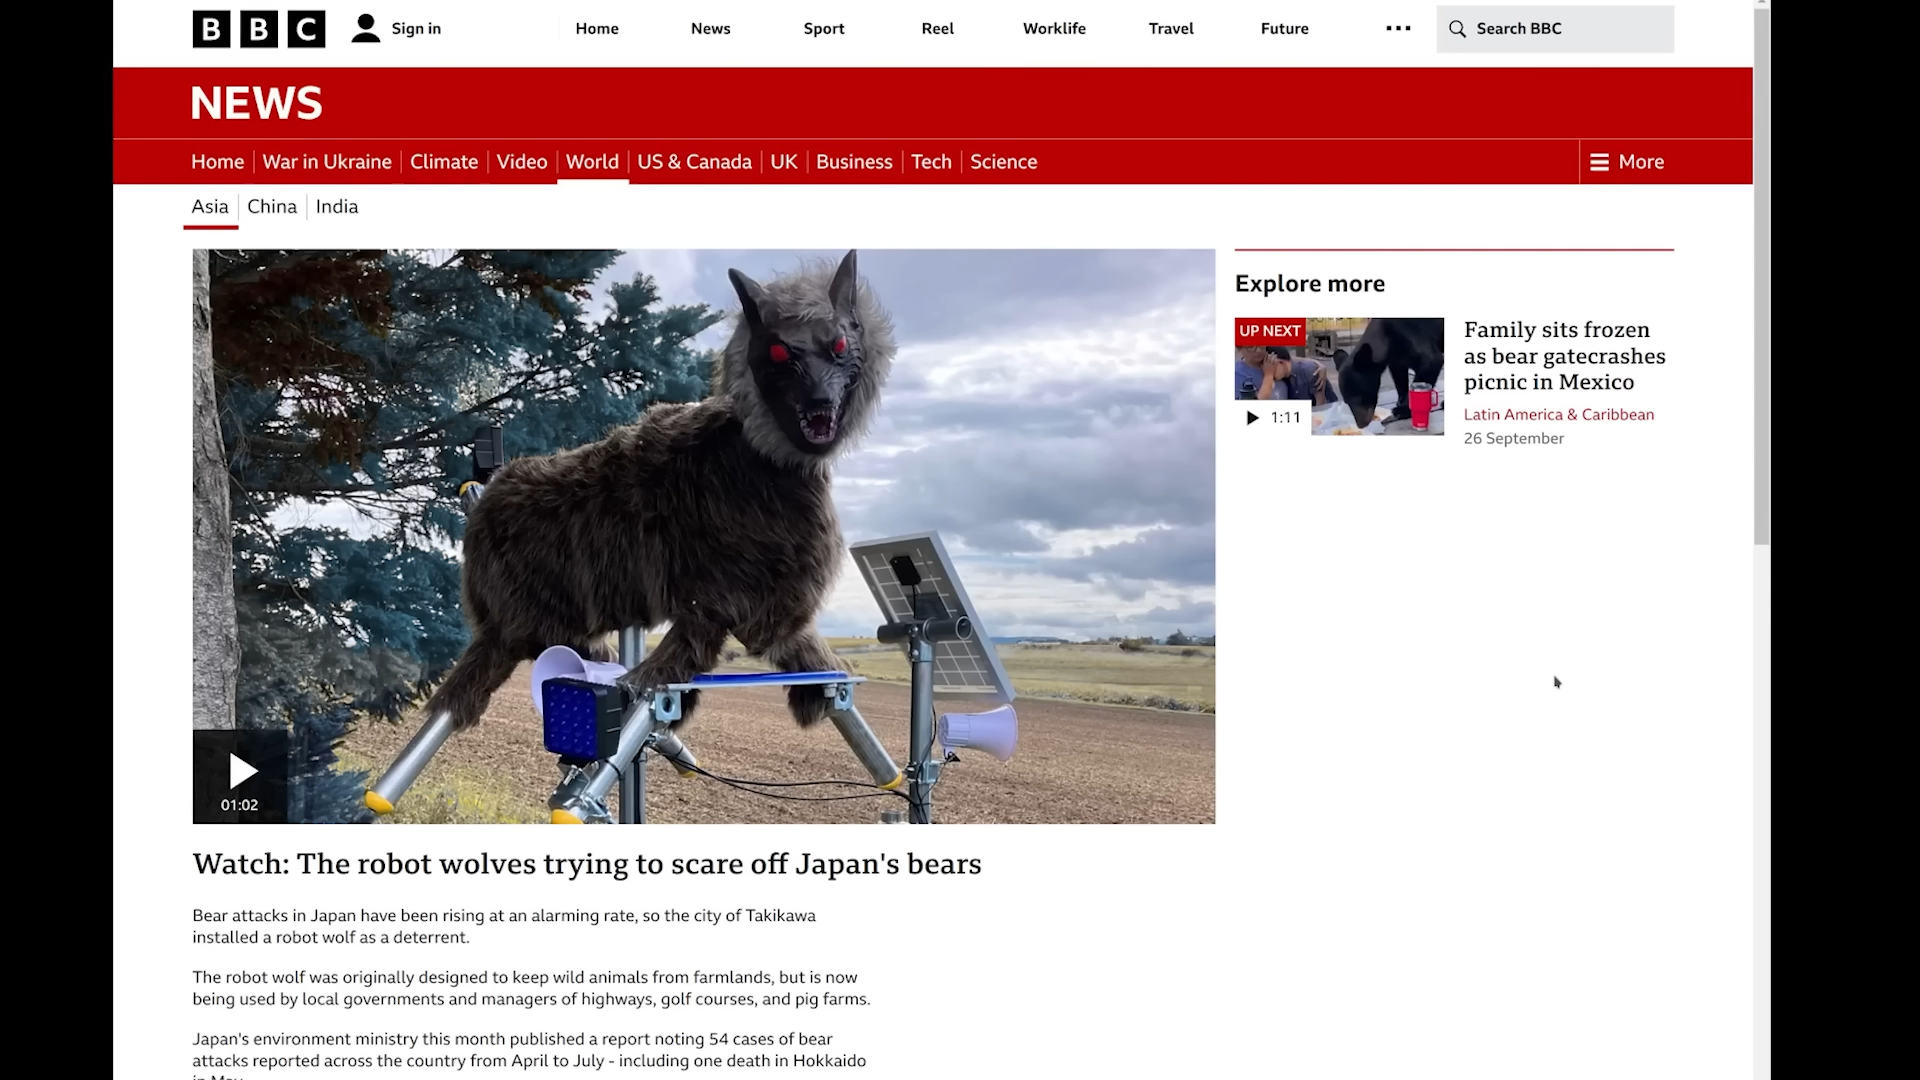 BBC
Sign in
Home
News
Sport
Reel
Worklife
Travel
Future
Search BBC
NEWS
Home
War in Ukraine
Climate
Video
World
US & Canada
UK
Business
Tech
Science
More
Asia
China
India
Explore more
UP NEXT
1:11
Family sits frozen
as bear gatecrashes
picnic in Mexico
Latin America & Caribbean
26 September
01:02
Watch: The robot wolves trying to scare off Japan's bears
Bear attacks in Japan have been rising at an alarming rate, so the city of Takikawa
installed a robot wolf as a deterrent.
The robot wolf was originally designed to keep wild animals from farmlands, but is now
being used by local governments and managers of highways, golf courses, and pig farms.
Japan's environment ministry this month published a report noting 54 cases of bear
attacks reported across the country from April to July - including one death in Hokkaido
in May